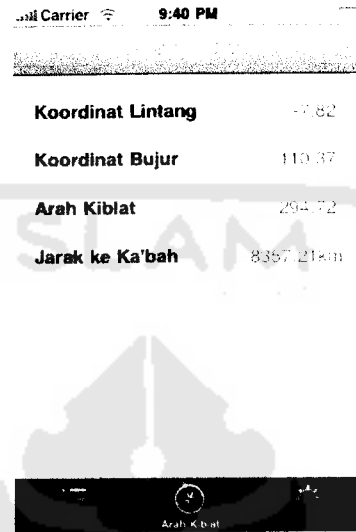 Carrier 9:40 PM
Koordinat Lintang -7.82
Koordinat Bujur 110.37
Arah Kiblat 294.72
SLAM
Jarak ke Ka'bah 8357.21km
Arah Kiblat